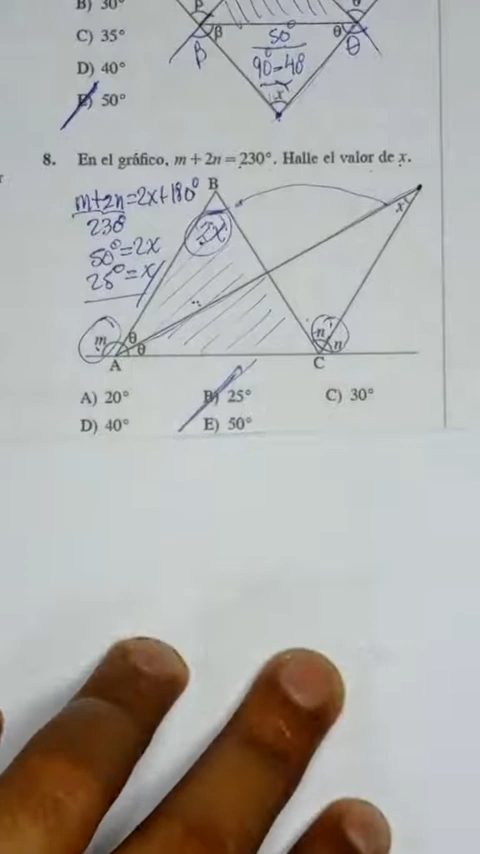 B) 30°
C) 35°
D) 40°
E) 50°
β
β
β
θ
θ
θ
50°
90°-48
x
8. En el gráfico, m + 2n = 230°. Halle el valor de x.
m+2n=2x+180°
230°
50°=2x
25°=x
B
2x
x
m
θ
θ
n
n
A
C
A) 20°
B) 25°
C) 30°
D) 40°
E) 50°